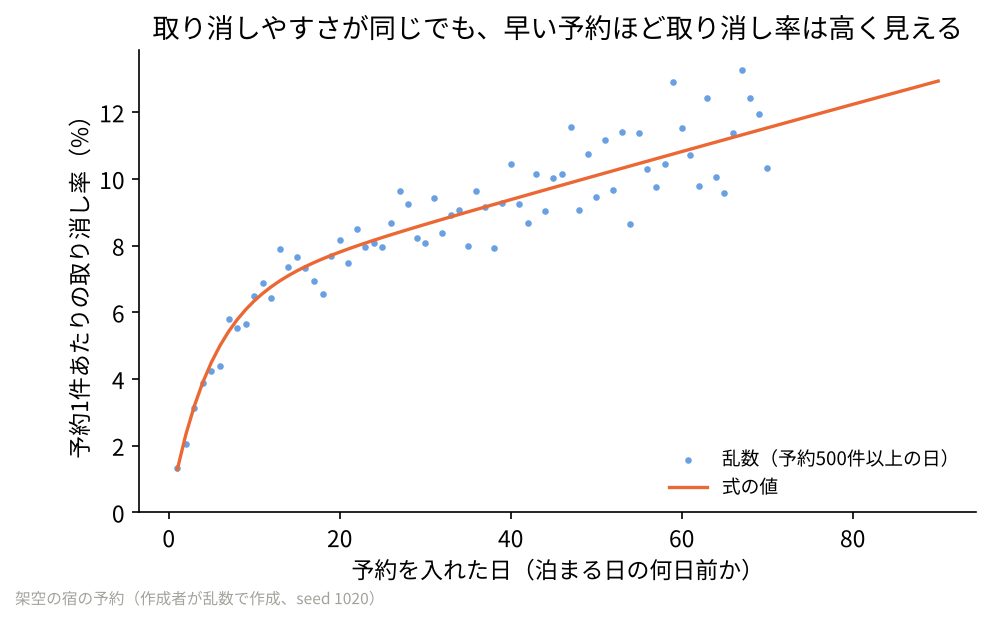 取り消しやすさが同じでも、早い予約ほど取り消し率は高く見える
予約1件あたりの取り消し率（%）
12
10
8
6
4
2
0
0 20 40 60 80
乱数（予約500件以上の日）
式の値
予約を入れた日（泊まる日の何日前か）
架空の宿の予約（作成者が乱数で作成、seed 1020）